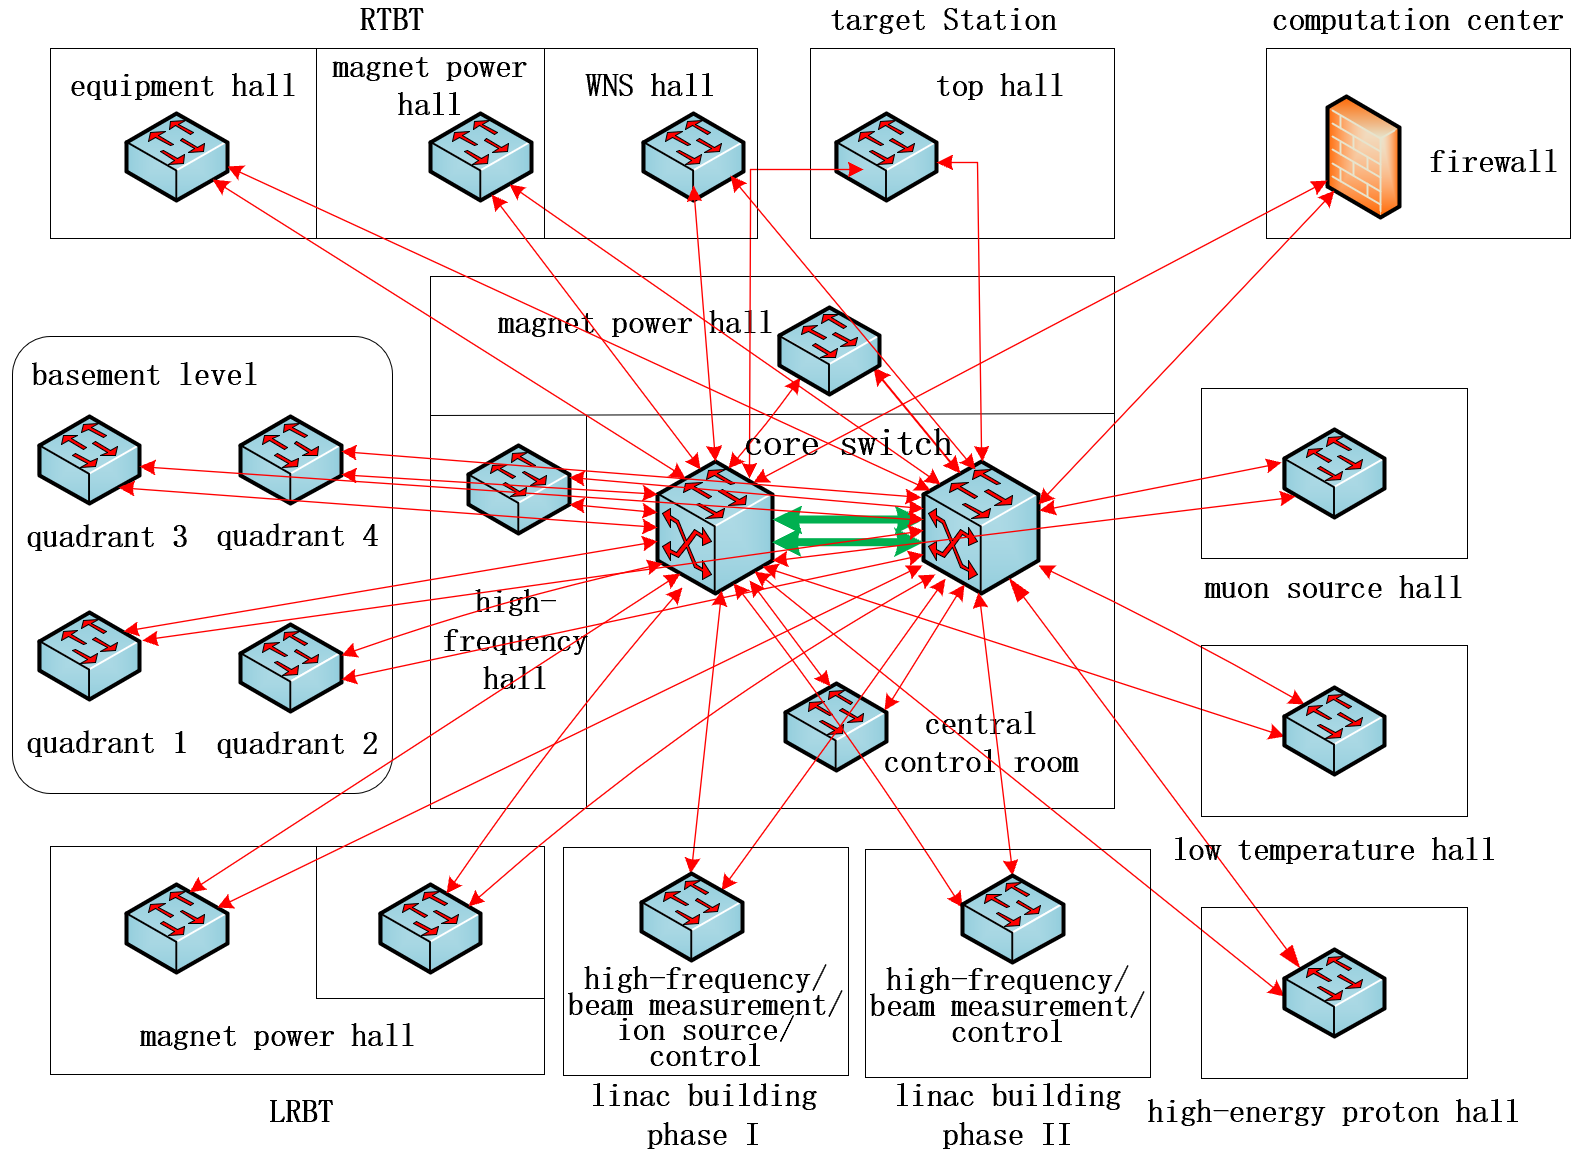 RTBT
target Station
computation center
equipment hall
magnet power
hall
WNS hall
top hall
firewall
magnet power hall
basement level
core switch
quadrant 3
quadrant 4
muon source hall
high-
frequency
hall
quadrant 1
quadrant 2
central
control room
low temperature hall
high-frequency/
beam measurement/
ion source/
control
high-frequency/
beam measurement/
control
magnet power hall
LRBT
linac building
phase I
linac building
phase II
high-energy proton hall